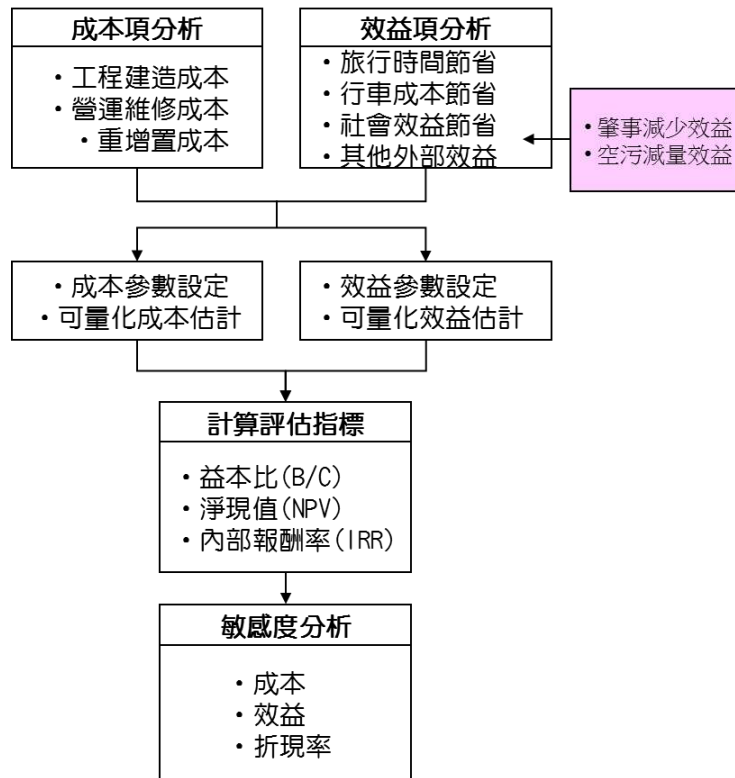 成本項分析
・工程建造成本
・營運維修成本
・重增置成本
效益項分析
・旅行時間節省
・行車成本節省
・社會效益節省
・其他外部效益
・肇事減少效益
・空污減量效益
・成本參數設定
・可量化成本估計
・效益參數設定
・可量化效益估計
計算評估指標
・益本比(B/C)
・淨現值(NPV)
・內部報酬率(IRR)
敏感度分析
・成本
・效益
・折現率